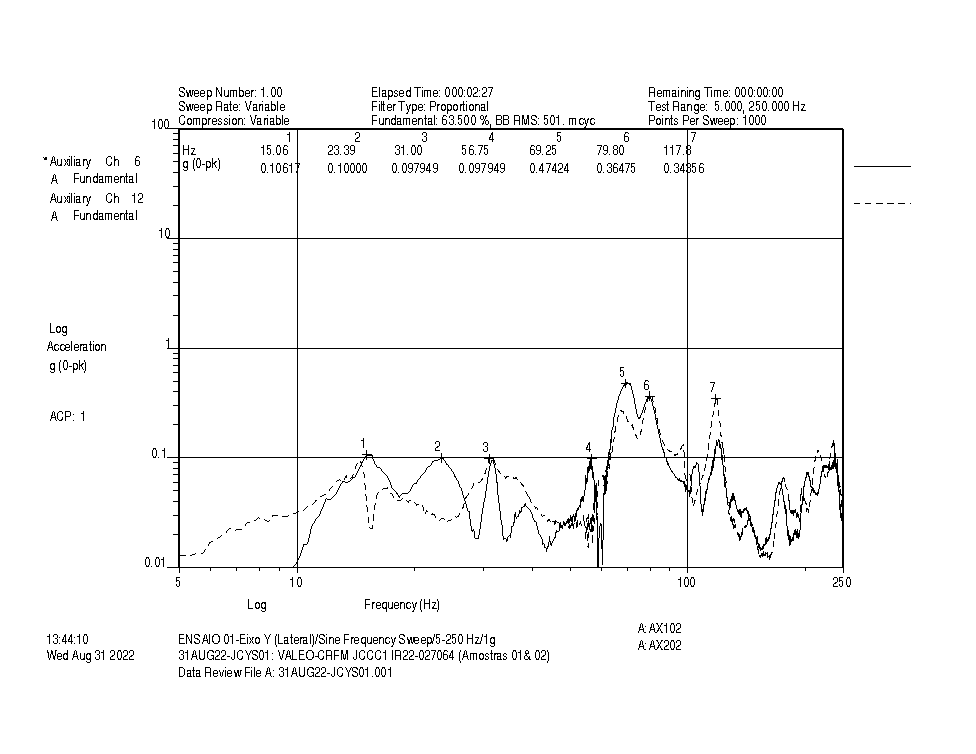 Sweep Number: 1.00 Elapsed Time: 000:02:27 Remaining Time: 000:00:00
Sweep Rate: Variable Filter Type: Proportional Test Range: 5.000, 250.000 Hz
Compression: Variable Fundamental: 63.500 %, BB RMS: 501. mcyc Points Per Sweep: 1000
100
1 2 3 4 5 6 7
Hz 15.06 23.39 31.00 56.75 69.25 79.80 117.8
g (0-pk) 0.10617 0.10000 0.097949 0.097949 0.47424 0.36475 0.34356
*Auxiliary Ch 6
A Fundamental
Auxiliary Ch 12
A Fundamental
10
Log
Acceleration
g (0-pk)
1
ACP: 1
5 6 7
1 2 3 4
0.1
0.01
5 10 100 250
Log Frequency (Hz)
A: AX102
A: AX202
13:44:10 ENSAIO 01-Eixo Y (Lateral)/Sine Frequency Sweep/5-250 Hz/1g
Wed Aug 31 2022 31AUG22-JCYS01: VALEO-CRFM JCCC1 IR22-027064 (Amostras 01& 02)
Data Review File A: 31AUG22-JCYS01.001